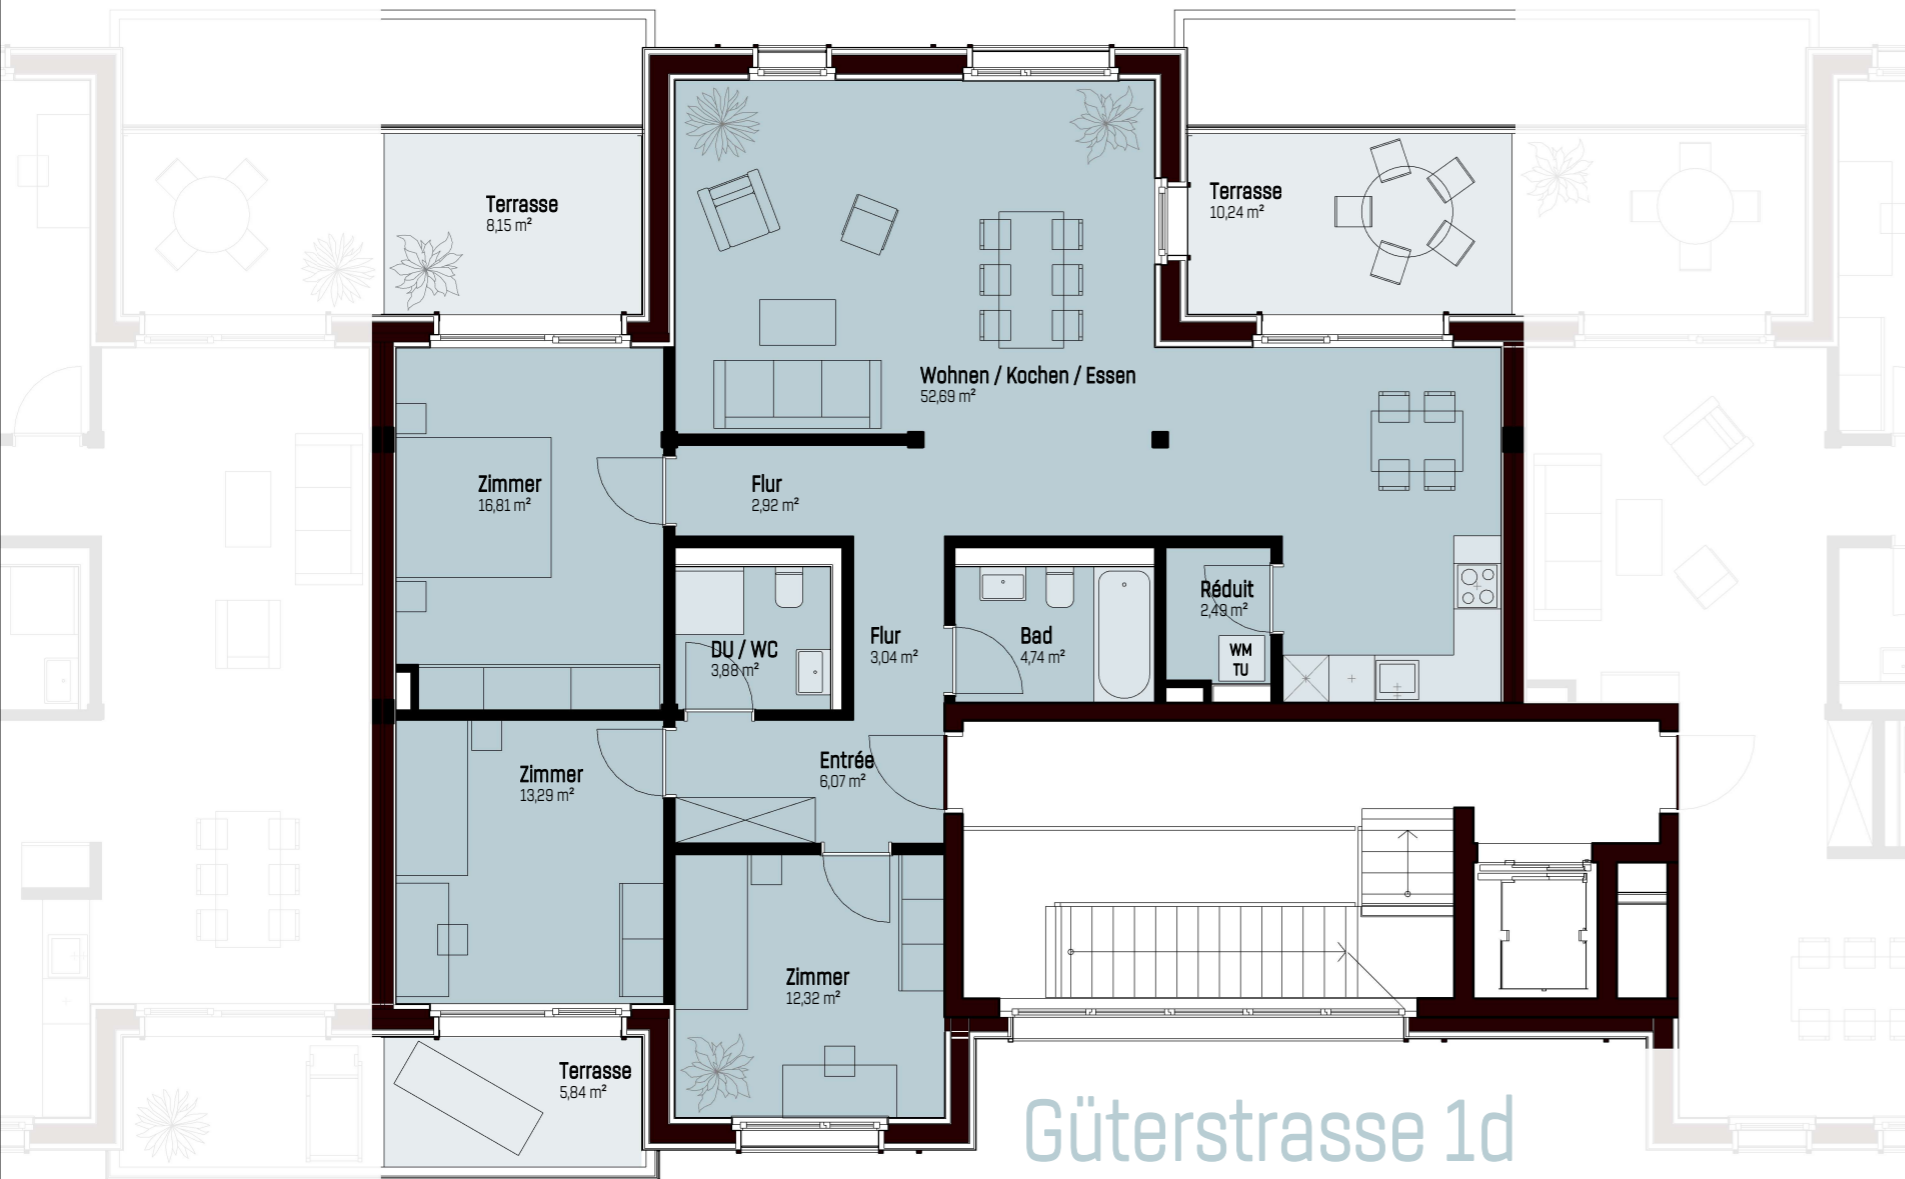 Terrasse
8,15 m²
Terrasse
10,24 m²
Wohnen / Kochen / Essen
52,69 m²
Zimmer
16,81 m²
Flur
2,92 m²
DU / WC
3,88 m²
Flur
3,04 m²
Bad
4,74 m²
Réduit
2,49 m²
WM
TU
Zimmer
13,29 m²
Entrée
6,07 m²
Zimmer
12,32 m²
Terrasse
5,84 m²
Güterstrasse 1d